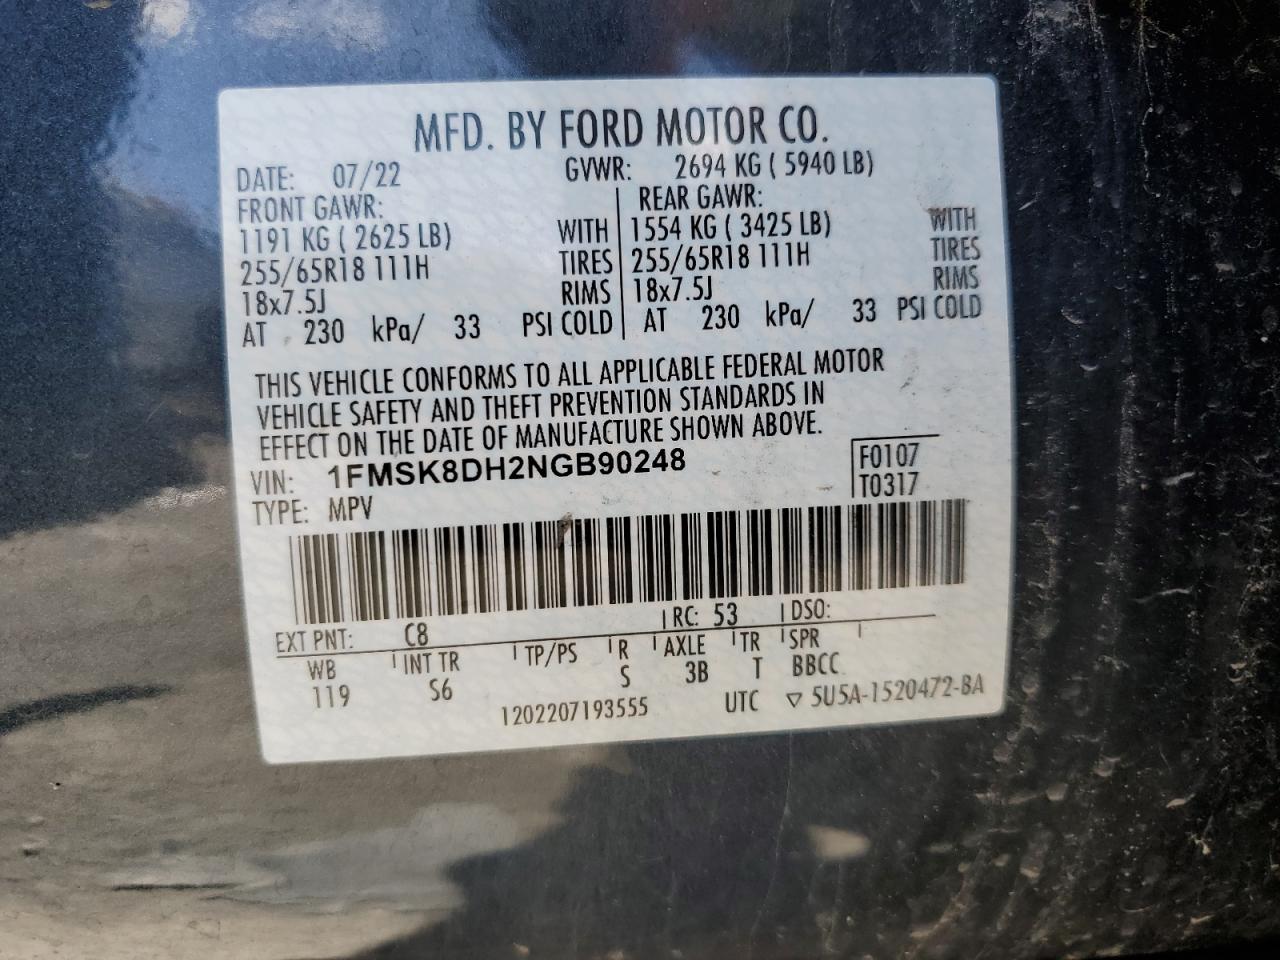 MFD. BY FORD MOTOR CO.
DATE: 07/22 GVWR: 2694 KG ( 5940 LB)
FRONT GAWR: REAR GAWR:
1191 KG ( 2625 LB) WITH 1554 KG ( 3425 LB) WITH
255/65R18 111H TIRES 255/65R18 111H TIRES
18x7.5J RIMS 18x7.5J RIMS
AT 230 kPa/ 33 PSI COLD AT 230 kPa/ 33 PSI COLD
THIS VEHICLE CONFORMS TO ALL APPLICABLE FEDERAL MOTOR
VEHICLE SAFETY AND THEFT PREVENTION STANDARDS IN
EFFECT ON THE DATE OF MANUFACTURE SHOWN ABOVE.
VIN: 1FMSK8DH2NGB90248 F0107
TYPE: MPV T0317
EXT PNT: C8 RC: 53 DSO:
WB INT TR TP/PS R AXLE TR SPR
119 S6 S 3B T BBCC
1202207193555 UTC ▽ 5U5A-1520472-BA